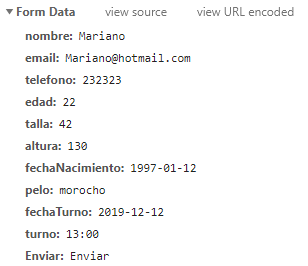 Form Data view source view URL encoded
nombre: Mariano
email: Mariano@hotmail.com
telefono: 232323
edad: 22
talla: 42
altura: 130
fechaNacimiento: 1997-01-12
pelo: morocho
fechaTurno: 2019-12-12
turno: 13:00
Enviar: Enviar